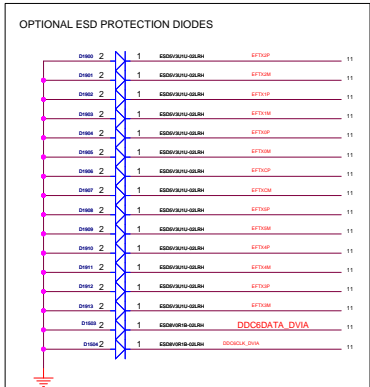 OPTIONAL ESD PROTECTION DIODES
D1900 2 1 ESD5V3U1U-02LRH EFTX2P 11
D1901 2 1 ESD5V3U1U-02LRH EFTX2M 11
D1902 2 1 ESD5V3U1U-02LRH EFTX1P 11
D1903 2 1 ESD5V3U1U-02LRH EFTX1M 11
D1904 2 1 ESD5V3U1U-02LRH EFTX0P 11
D1905 2 1 ESD5V3U1U-02LRH EFTX0M 11
D1906 2 1 ESD5V3U1U-02LRH EFTXCP 11
D1907 2 1 ESD5V3U1U-02LRH EFTXCM 11
D1908 2 1 ESD5V3U1U-02LRH EFTX5P 11
D1909 2 1 ESD5V3U1U-02LRH EFTX5M 11
D1910 2 1 ESD5V3U1U-02LRH EFTX4P 11
D1911 2 1 ESD5V3U1U-02LRH EFTX4M 11
D1912 2 1 ESD5V3U1U-02LRH EFTX3P 11
D1913 2 1 ESD5V3U1U-02LRH EFTX3M 11
D1503 2 1 ESD8V0R1B-02LRH DDC6DATA_DVIA 11
D1504 2 1 ESD8V0R1B-02LRH DDC6CLK_DVIA 11